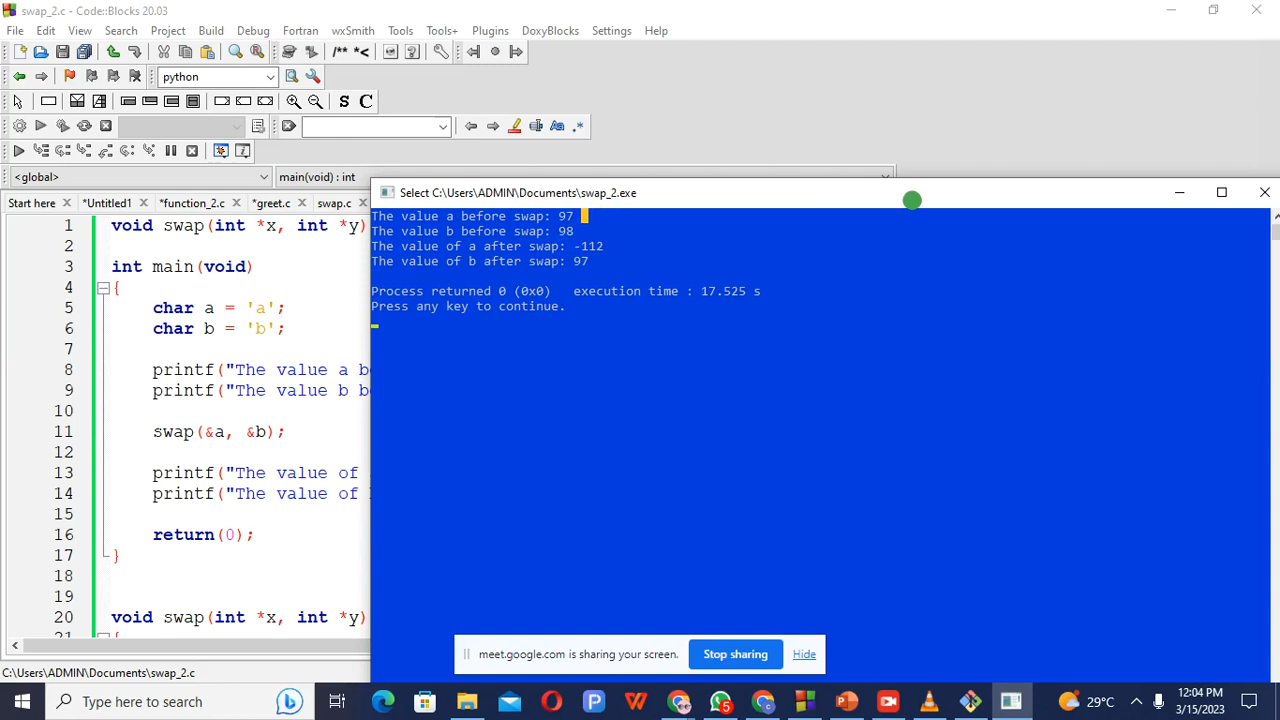 swap_2.c - Code::Blocks 20.03
File Edit View Search Project Build Debug Fortran wxSmith Tools Tools+ Plugins DoxyBlocks Settings Help
/** *<
python
S C
Aa .*
<global> main(void) : int
Start here *Untitled1 *function_2.c *greet.c swap.c
Select C:\Users\ADMIN\Documents\swap_2.exe
1 void swap(int *x, int *y)
2
3 int main(void)
4 {
5 char a = 'a';
6 char b = 'b';
7
8 printf("The value a be
9 printf("The value b be
10
11 swap(&a, &b);
12
13 printf("The value of
14 printf("The value of
15
16 return(0);
17 }
18
19
20 void swap(int *x, int *y)
21 {
The value a before swap: 97
The value b before swap: 98
The value of a after swap: -112
The value of b after swap: 97
Process returned 0 (0x0) execution time : 17.525 s
Press any key to continue.
meet.google.com is sharing your screen. Stop sharing Hide
C:\Users\ADMIN\Documents\swap_2.c
Type here to search
5
29°C
12:04 PM
3/15/2023